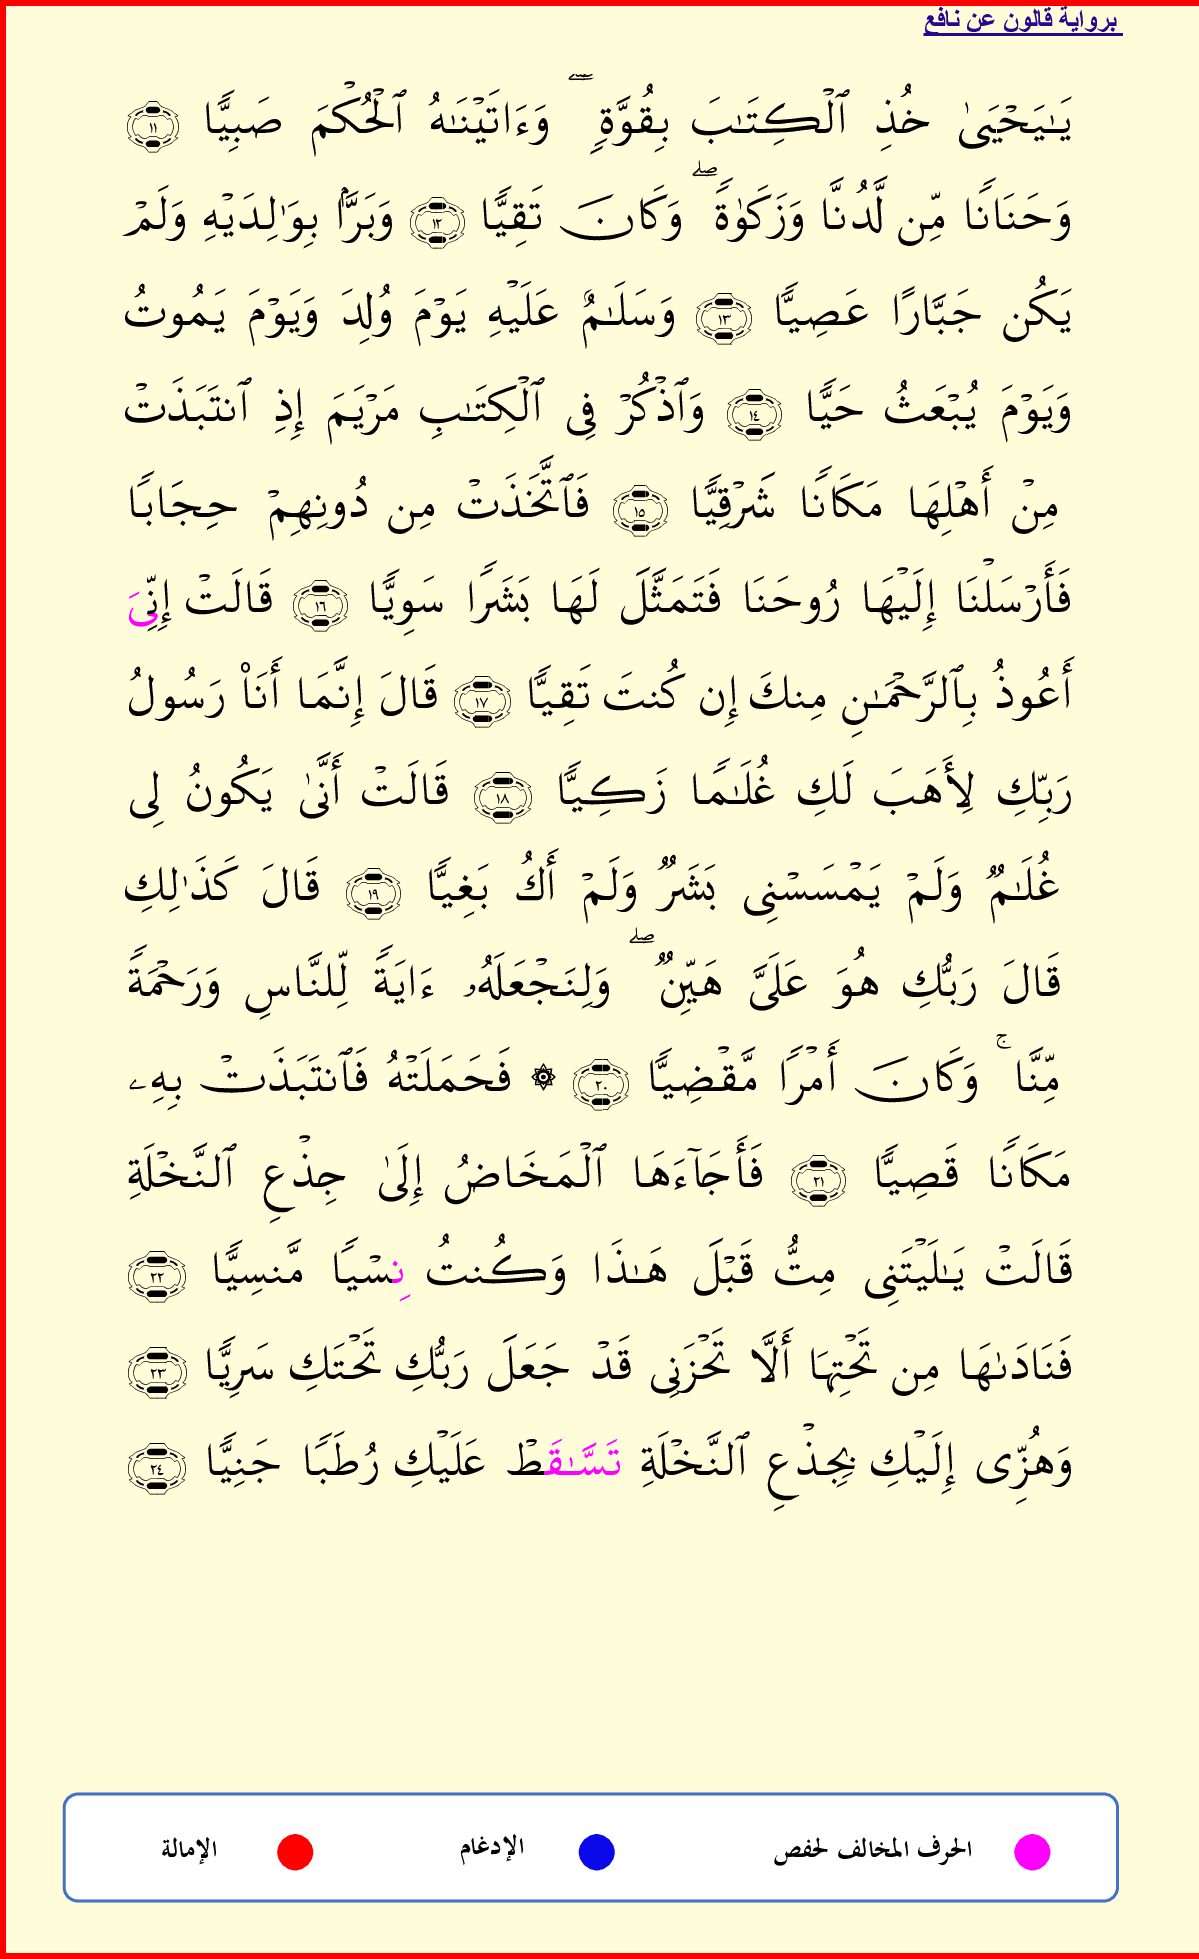 برواية قالون عن نافع
يَـٰيَحْيَىٰ خُذِ ٱلْكِتَـٰبَ بِقُوَّةٍۖ وَءَاتَيْنَـٰهُ ٱلْحُكْمَ صَبِيًّا ١١
وَحَنَانًا مِّن لَّدُنَّا وَزَكَوٰةًۖ وَكَانَ تَقِيًّا ١٢ وَبَرًّۢا بِوَٰلِدَيْهِ وَلَمْ
يَكُن جَبَّارًا عَصِيًّا ١٣ وَسَلَـٰمٌ عَلَيْهِ يَوْمَ وُلِدَ وَيَوْمَ يَمُوتُ
وَيَوْمَ يُبْعَثُ حَيًّا ١٤ وَٱذْكُرْ فِى ٱلْكِتَـٰبِ مَرْيَمَ إِذِ ٱنتَبَذَتْ
مِنْ أَهْلِهَا مَكَانًا شَرْقِيًّا ١٥ فَٱتَّخَذَتْ مِن دُونِهِمْ حِجَابًا
فَأَرْسَلْنَا إِلَيْهَا رُوحَنَا فَتَمَثَّلَ لَهَا بَشَرًا سَوِيًّا ١٦ قَالَتْ إِنِّىَ
أَعُوذُ بِٱلرَّحْمَـٰنِ مِنكَ إِن كُنتَ تَقِيًّا ١٧ قَالَ إِنَّمَا أَنَا۠ رَسُولُ
رَبِّكِ لِأَهَبَ لَكِ غُلَـٰمًا زَكِيًّا ١٨ قَالَتْ أَنَّىٰ يَكُونُ لِى
غُلَـٰمٌ وَلَمْ يَمْسَسْنِى بَشَرٌ وَلَمْ أَكُ بَغِيًّا ١٩ قَالَ كَذَٰلِكِ
قَالَ رَبُّكِ هُوَ عَلَىَّ هَيِّنٌۖ وَلِنَجْعَلَهُۥ ءَايَةً لِّلنَّاسِ وَرَحْمَةً
مِّنَّاۚ وَكَانَ أَمْرًا مَّقْضِيًّا ٢٠ ۞ فَحَمَلَتْهُ فَٱنتَبَذَتْ بِهِۦ
مَكَانًا قَصِيًّا ٢١ فَأَجَآءَهَا ٱلْمَخَاضُ إِلَىٰ جِذْعِ ٱلنَّخْلَةِ
قَالَتْ يَـٰلَيْتَنِى مِتُّ قَبْلَ هَـٰذَا وَكُنتُ نِسْيًا مَّنسِيًّا ٢٢
فَنَادَىٰهَا مِن تَحْتِهَا أَلَّا تَحْزَنِى قَدْ جَعَلَ رَبُّكِ تَحْتَكِ سَرِيًّا ٢٣
وَهُزِّى إِلَيْكِ بِجِذْعِ ٱلنَّخْلَةِ تَسَّـٰقَطْ عَلَيْكِ رُطَبًا جَنِيًّا ٢٤
الحرف المخالف لحفص الإدغام الإمالة